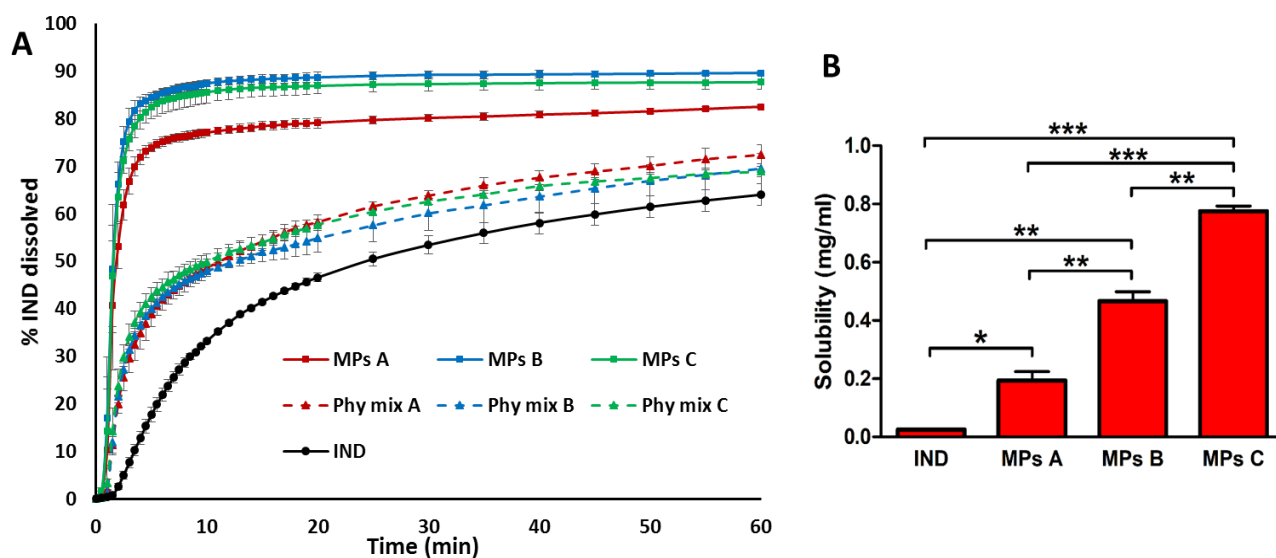 A
% IND dissolved
100
90
80
70
60
50
40
30
20
10
0
0 10 20 30 40 50 60
Time (min)
MPs A MPs B MPs C
Phy mix A Phy mix B Phy mix C
IND
B
Solubility (mg/ml)
***
***
**
**
**
*
1.0
0.8
0.6
0.4
0.2
0.0
IND MPs A MPs B MPs C